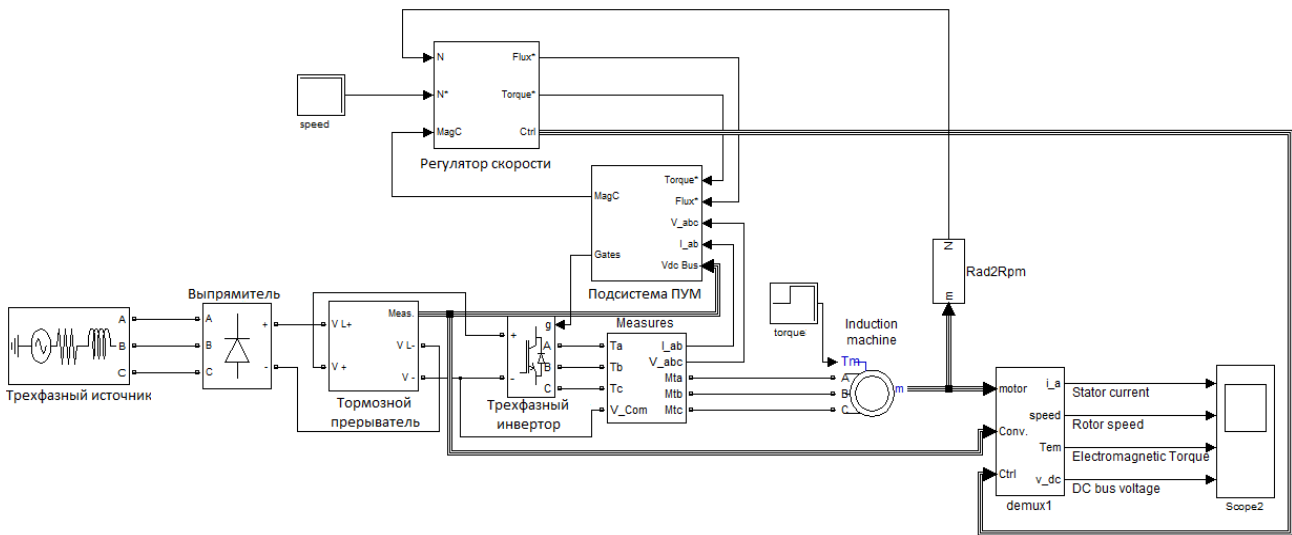 N
Flux*
N*
Torque*
MagC
Ctrl
speed
Регулятор скорости
MagC
Gates
Torque*
Flux*
V_abc
I_ab
Vdc Bus
Подсистема ПУМ
N
m
Rad2Rpm
A
B
C
Трехфазный источник
Выпрямитель
A
B
C
+
-
V L+
V +
Meas.
V L-
V -
Тормозной
прерыватель
g
+
-
A
B
C
Трехфазный
инвертор
Measures
Ta
Tb
Tc
V_Com
I_ab
V_abc
Mta
Mtb
Mtc
torque
Induction
machine
Tm
A
B
C
m
motor
Conv.
Ctrl
i_a
speed
Tem
v_dc
demux1
Stator current
Rotor speed
Electromagnetic Torque
DC bus voltage
Scope2